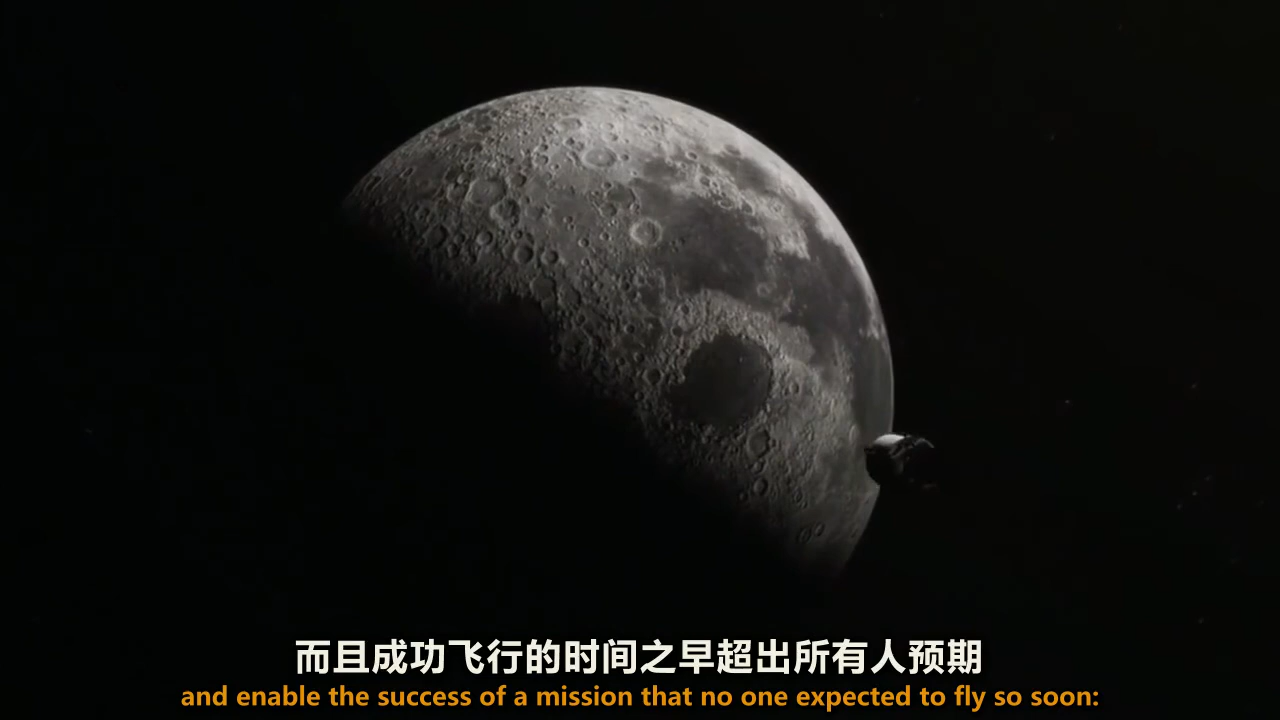 而且成功飞行的时间之早超出所有人预期
and enable the success of a mission that no one expected to fly so soon: